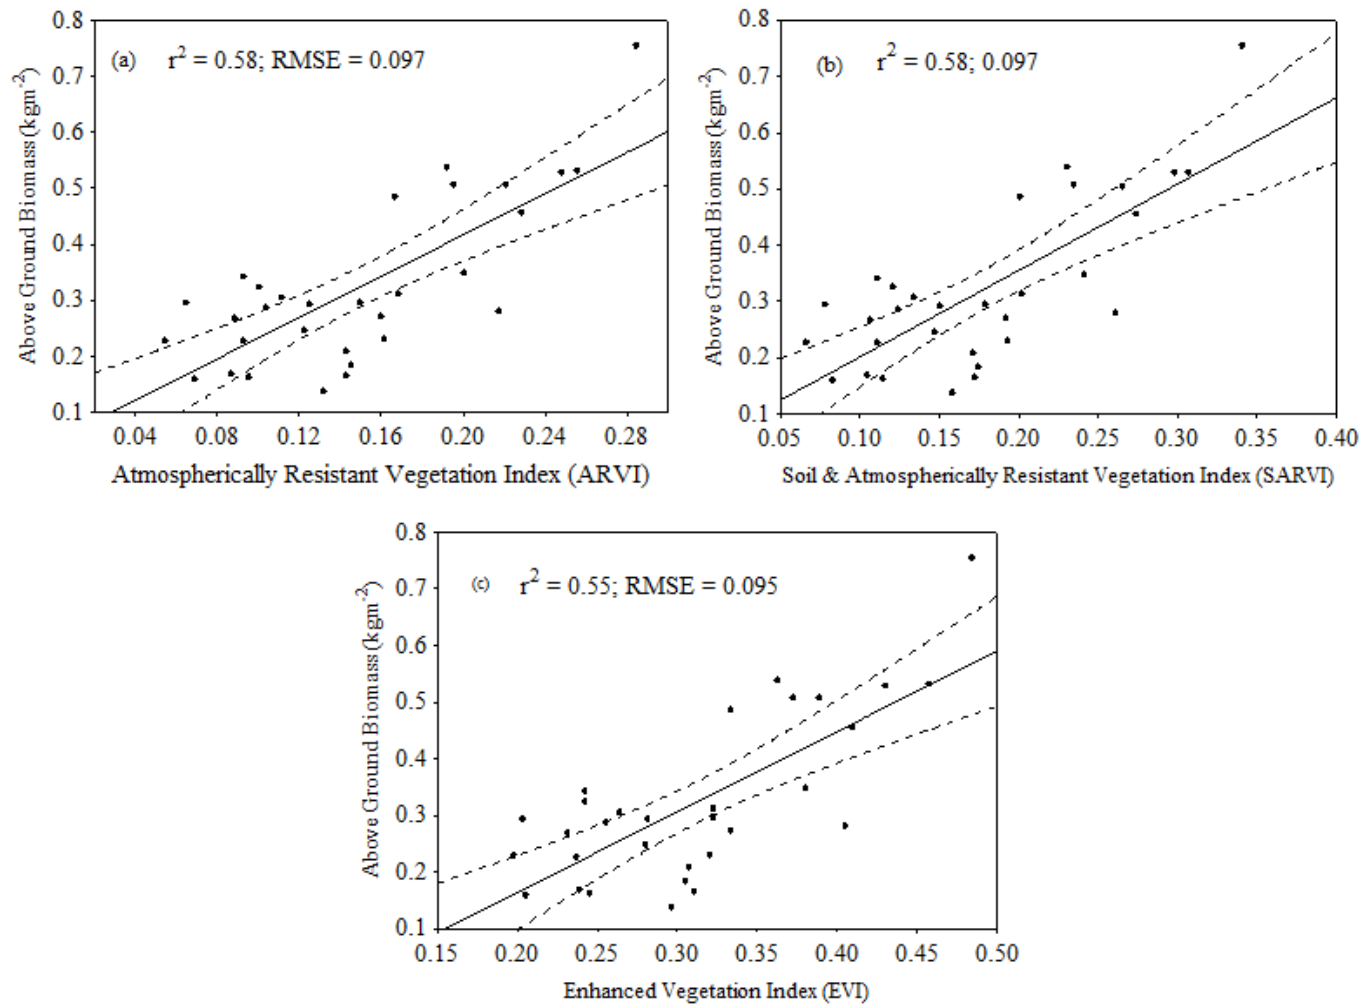 (a) r² = 0.58; RMSE = 0.097
Above Ground Biomass (kgm⁻²)
0.8
0.7
0.6
0.5
0.4
0.3
0.2
0.1
0.04 0.08 0.12 0.16 0.20 0.24 0.28
Atmospherically Resistant Vegetation Index (ARVI)
(b) r² = 0.58; 0.097
Above Ground Biomass (kgm⁻²)
0.8
0.7
0.6
0.5
0.4
0.3
0.2
0.1
0.05 0.10 0.15 0.20 0.25 0.30 0.35 0.40
Soil & Atmospherically Resistant Vegetation Index (SARVI)
(c) r² = 0.55; RMSE = 0.095
Above Ground Biomass (kgm⁻²)
0.8
0.7
0.6
0.5
0.4
0.3
0.2
0.1
0.15 0.20 0.25 0.30 0.35 0.40 0.45 0.50
Enhanced Vegetation Index (EVI)